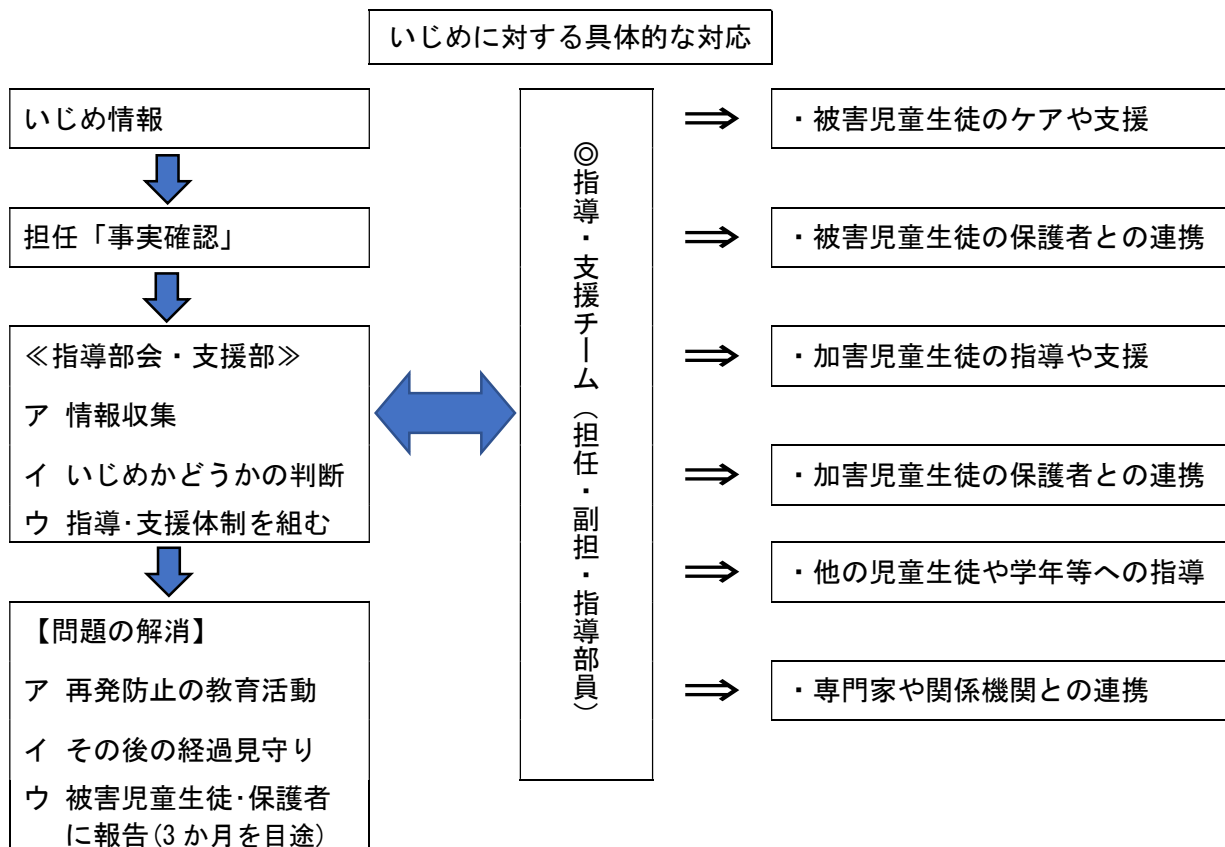 いじめに対する具体的な対応
いじめ情報
担任「事実確認」
≪指導部会・支援部≫
ア 情報収集
イ いじめかどうかの判断
ウ 指導・支援体制を組む
【問題の解消】
ア 再発防止の教育活動
イ その後の経過見守り
ウ 被害児童生徒・保護者
に報告(3か月を目途)
◎指導・支援チーム(担任・副担・指導部員)
⇒
・被害児童生徒のケアや支援
⇒
・被害児童生徒の保護者との連携
⇒
・加害児童生徒の指導や支援
⇒
・加害児童生徒の保護者との連携
⇒
・他の児童生徒や学年等への指導
⇒
・専門家や関係機関との連携